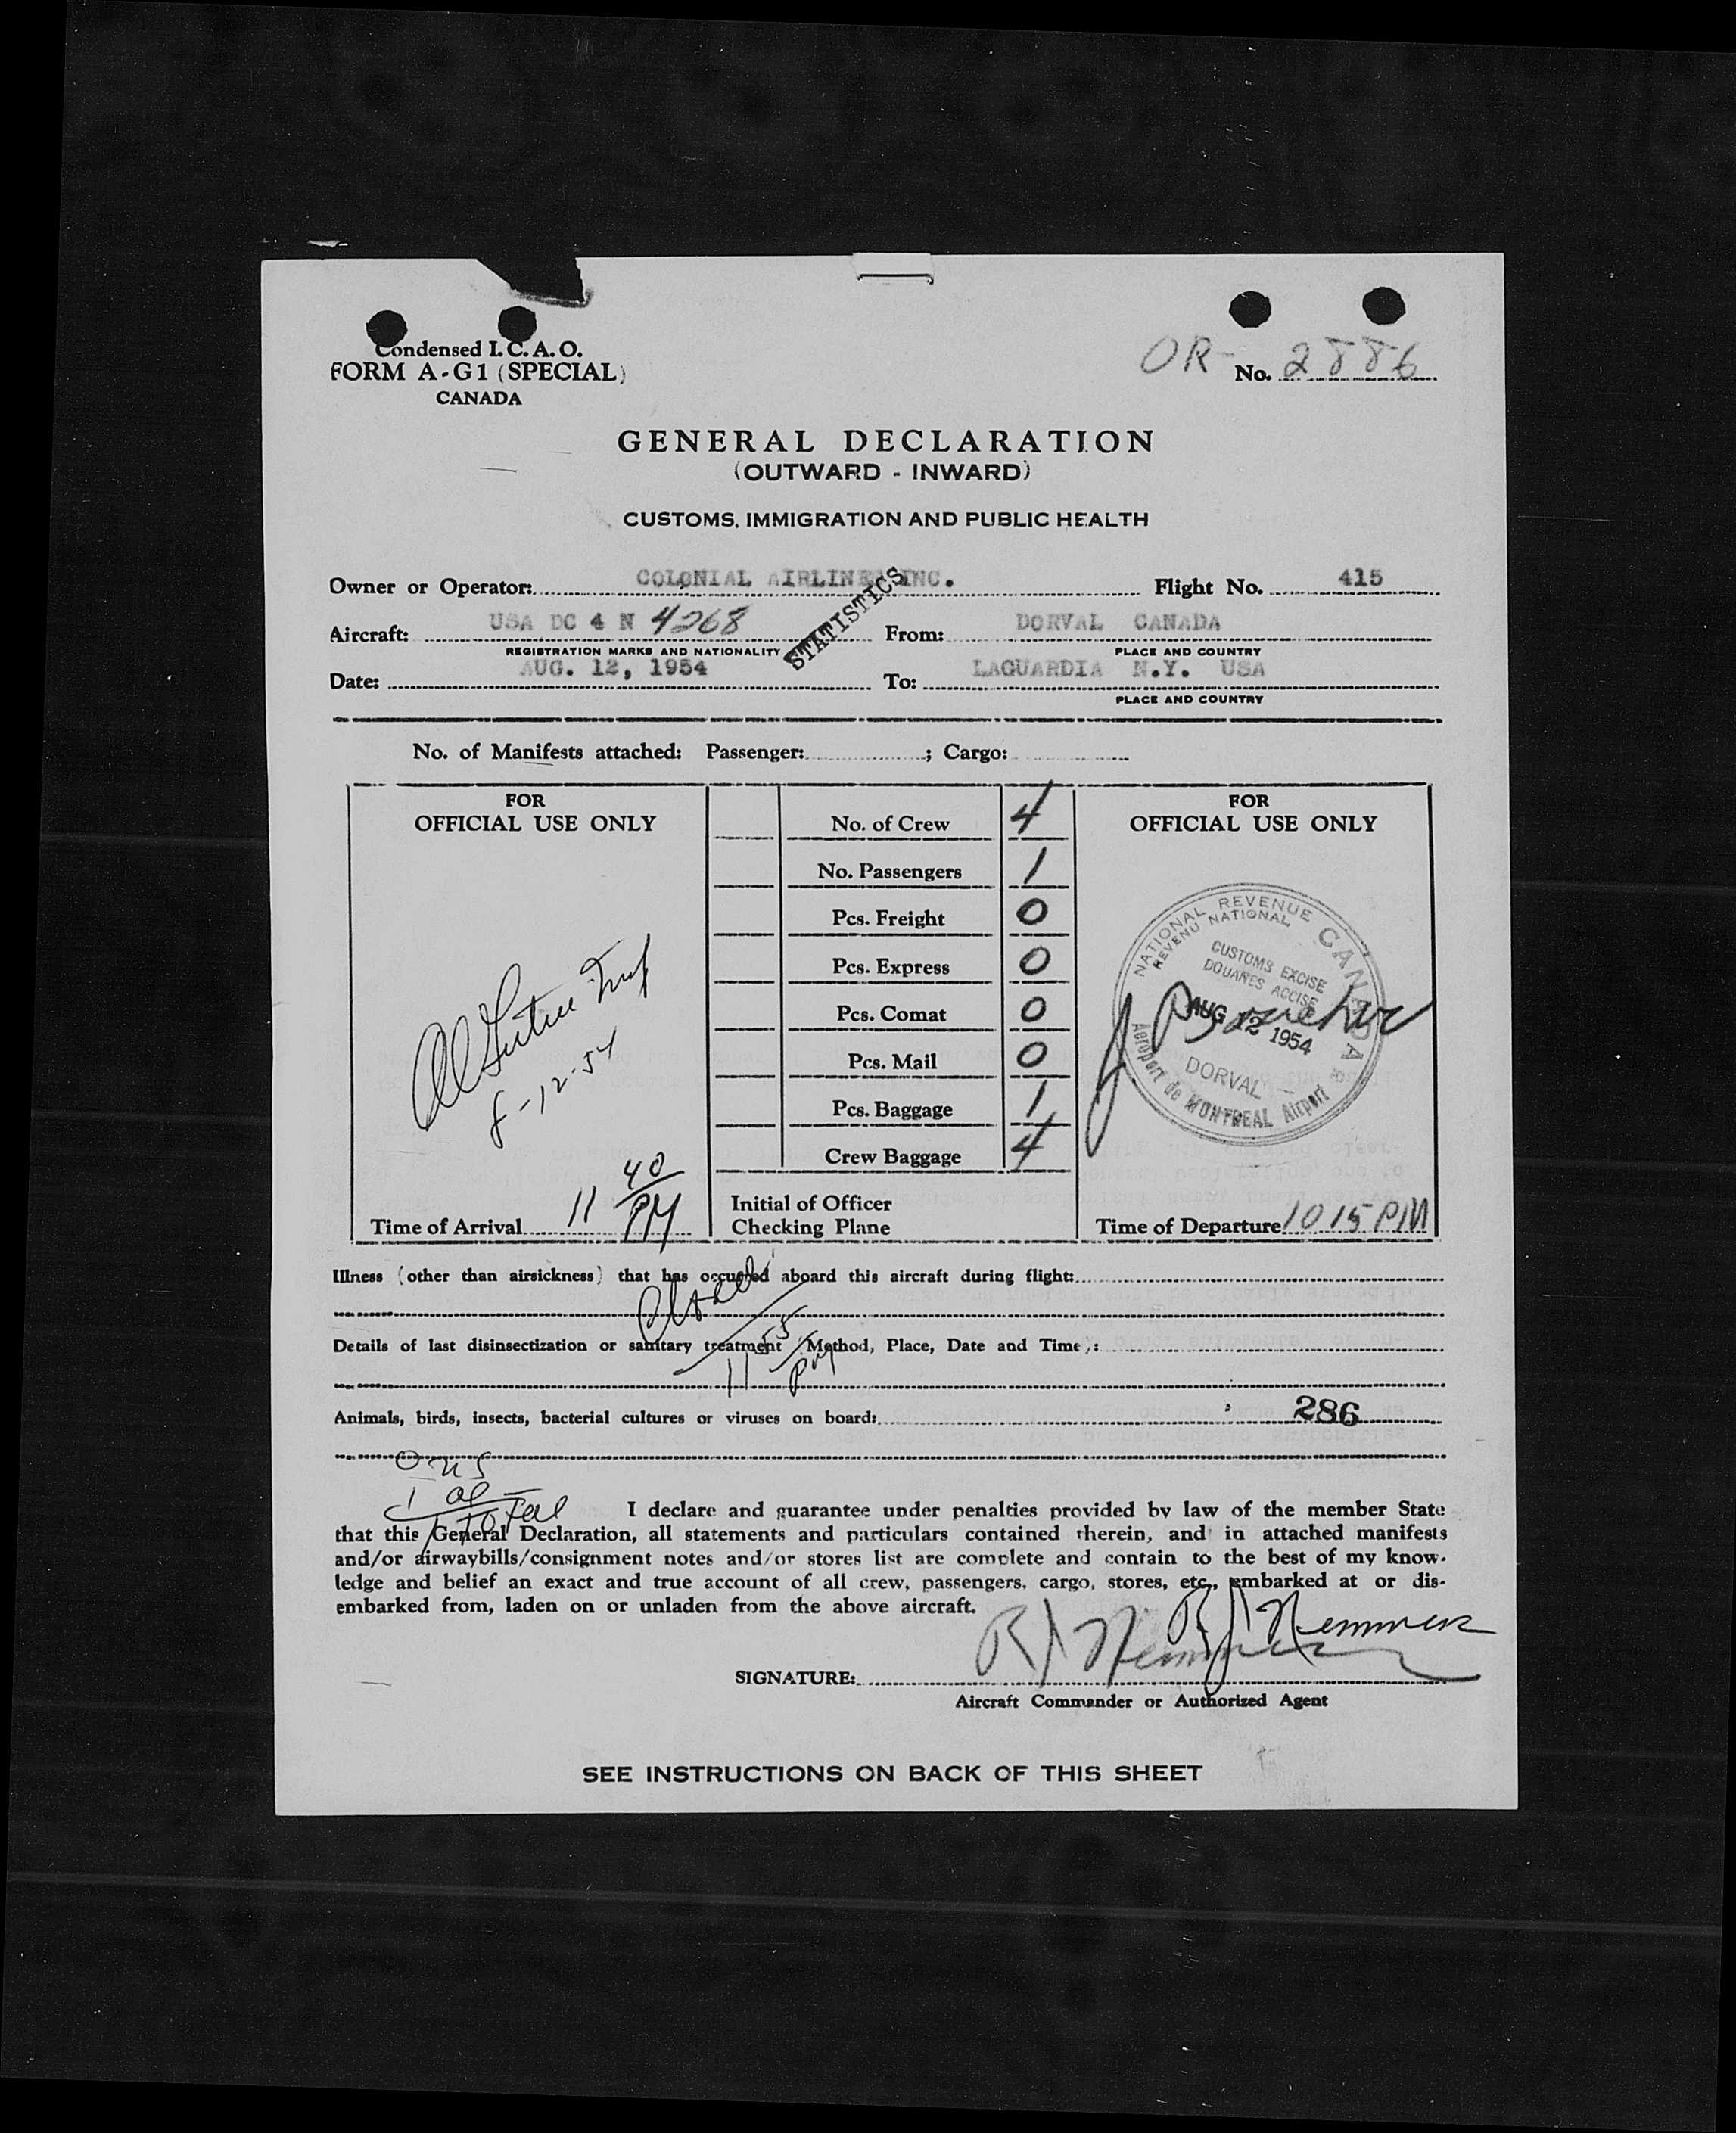 Condensed I. C. A. O.
FORM A-G1 (SPECIAL)
CANADA
OR- No. 2886
GENERAL DECLARATION
(OUTWARD - INWARD)
CUSTOMS, IMMIGRATION AND PUBLIC HEALTH
Owner or Operator: COLONIAL AIRLINES INC. Flight No. 415
STATISTICS
Aircraft: USA DC 4 N 4268 From: DORVAL CANADA
REGISTRATION MARKS AND NATIONALITY PLACE AND COUNTRY
Date: AUG. 12, 1954 To: LAGUARDIA N.Y. USA
PLACE AND COUNTRY
No. of Manifests attached: Passenger: ; Cargo:
FOR
OFFICIAL USE ONLY
8-12-54
Time of Arrival 11 40 PM
No. of Crew 4
No. Passengers 1
Pcs. Freight 0
Pcs. Express 0
Pcs. Comat 0
Pcs. Mail 0
Pcs. Baggage 1
Crew Baggage 4
Initial of Officer
Checking Plane
FOR
OFFICIAL USE ONLY
NATIONAL REVENUE CANADA
REVENU NATIONAL
CUSTOMS EXCISE
DOUANES ACCISE
AUG 12 1954
DORVAL
Aéroport de MONTREAL Airport
Time of Departure 10 15 PM
Illness (other than airsickness) that has occurred aboard this aircraft during flight:
Details of last disinsectization or sanitary treatment (Method, Place, Date and Time):
11 55 PM
Animals, birds, insects, bacterial cultures or viruses on board: 286
0 US
1 al
1 Total
I declare and guarantee under penalties provided by law of the member State
that this General Declaration, all statements and particulars contained therein, and in attached manifests
and/or airwaybills/consignment notes and/or stores list are complete and contain to the best of my know-
ledge and belief an exact and true account of all crew, passengers, cargo, stores, etc., embarked at or dis-
embarked from, laden on or unladen from the above aircraft.
SIGNATURE:
Aircraft Commander or Authorized Agent
SEE INSTRUCTIONS ON BACK OF THIS SHEET